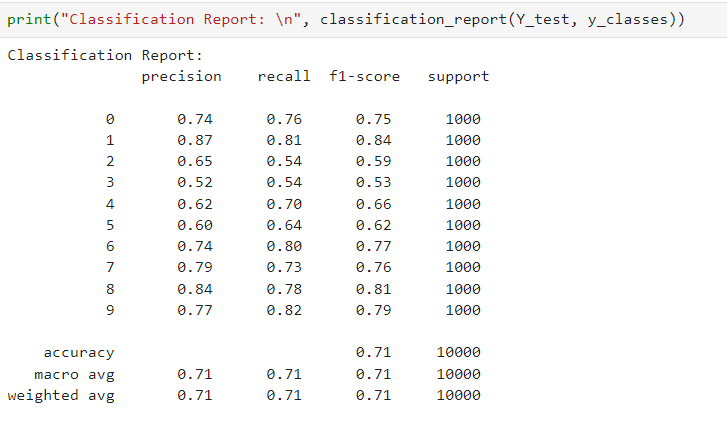 print("Classification Report: \n", classification_report(Y_test, y_classes))
Classification Report:
precision recall f1-score support
0 0.74 0.76 0.75 1000
1 0.87 0.81 0.84 1000
2 0.65 0.54 0.59 1000
3 0.52 0.54 0.53 1000
4 0.62 0.70 0.66 1000
5 0.60 0.64 0.62 1000
6 0.74 0.80 0.77 1000
7 0.79 0.73 0.76 1000
8 0.84 0.78 0.81 1000
9 0.77 0.82 0.79 1000
accuracy 0.71 10000
macro avg 0.71 0.71 0.71 10000
weighted avg 0.71 0.71 0.71 10000